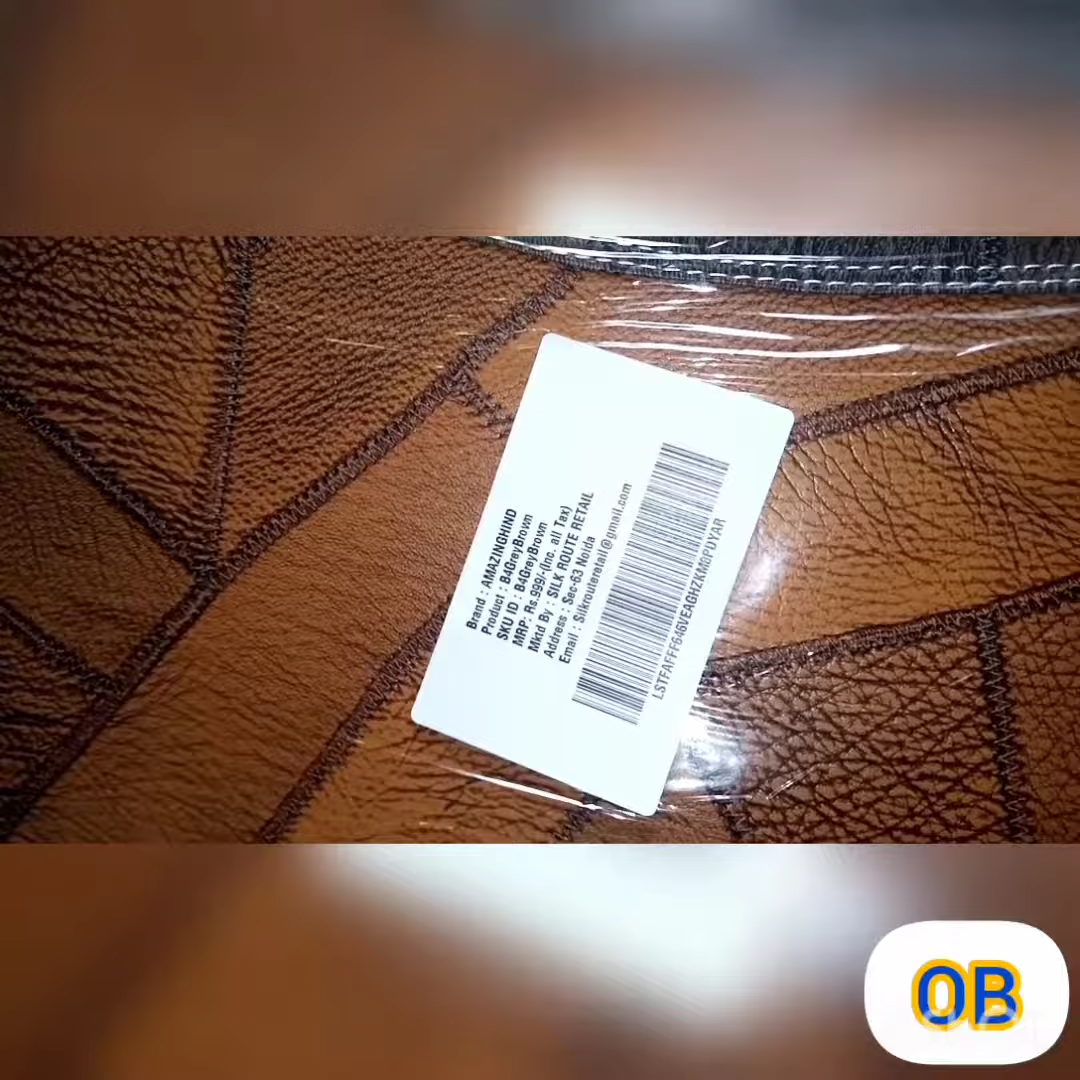 Brand : AMAZINGHIND
Product : B4GreyBrown
SKU ID : B4GreyBrown
MRP: Rs.999/-(Inc. all Tax)
Mktd By : SILK ROUTE RETAIL
Address : Sec-63 Noida
Email : Silkrouteretail@gmail.com
LSTFAFFF646VEAGHZKM0PDYAR
OB